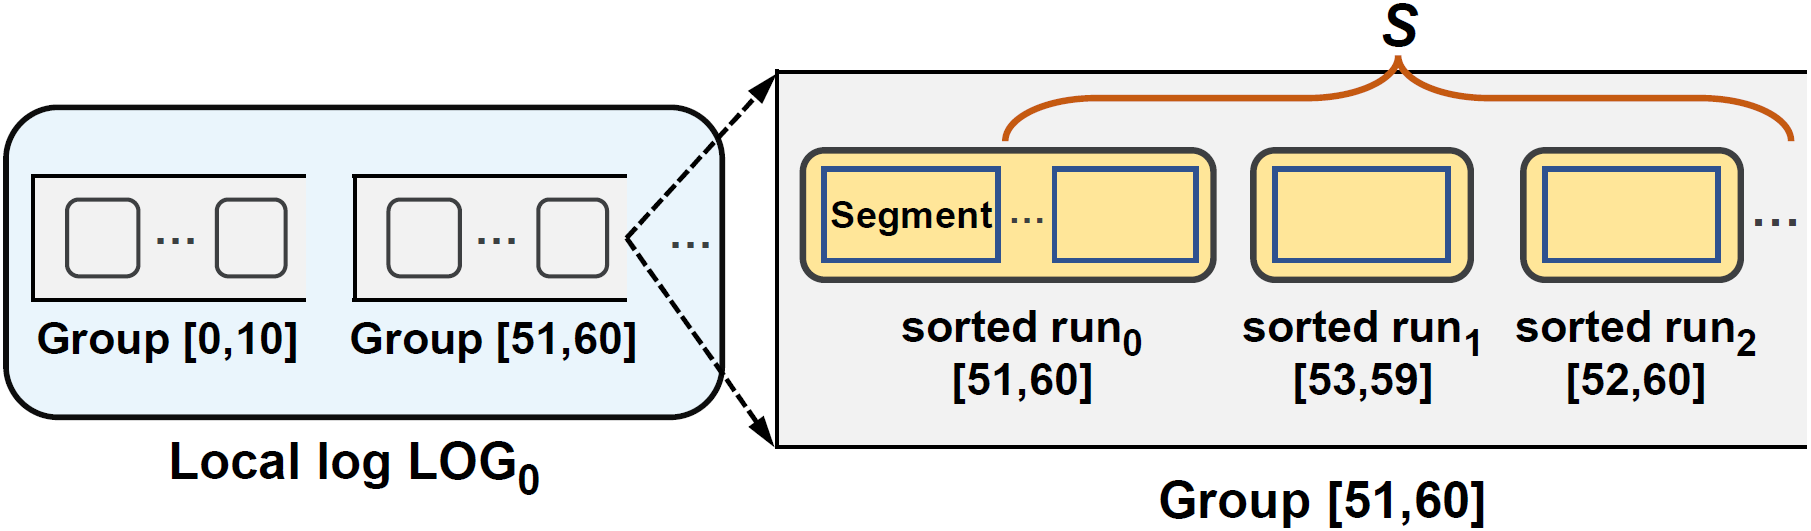 S
Segment
...
...
... ... ...
Group [0,10]
Group [51,60]
sorted run0
[51,60]
sorted run1
[53,59]
sorted run2
[52,60]
Local log LOG0
Group [51,60]